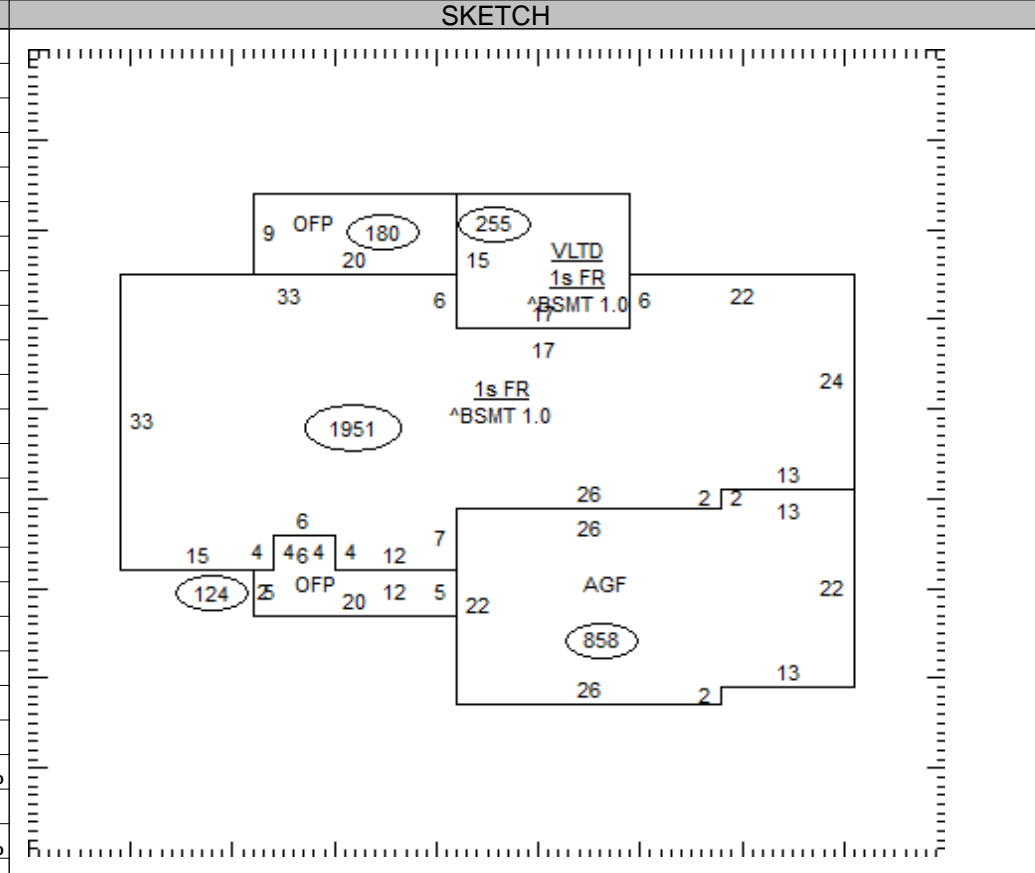 SKETCH
9 OFP 180 255
20 15 VLTD
1s FR
^BSMT 1.0
17
33 6 6 22
17
1s FR
^BSMT 1.0
24
33 1951
13
26 2 2
13
6 26
7
15 4 4 6 4 4 12
124 25 OFP 20 12 5 22 AGF 22
858
13
26 2